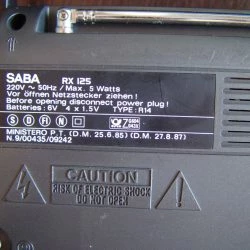 SABA RX 125
220V ~ 50Hz / Max. 5 Watts
Vor öffnen Netzstecker ziehen!
Before opening disconnect power plug!
Batteries: 6V 4 x 1.5V TYPE: R14
S D F N
MINISTERO P.T. (D.M. 25.6.85) (D.M. 27.8.87)
N.9/00435/09242
CAUTION
RISK OF ELECTRIC SHOCK
DO NOT OPEN